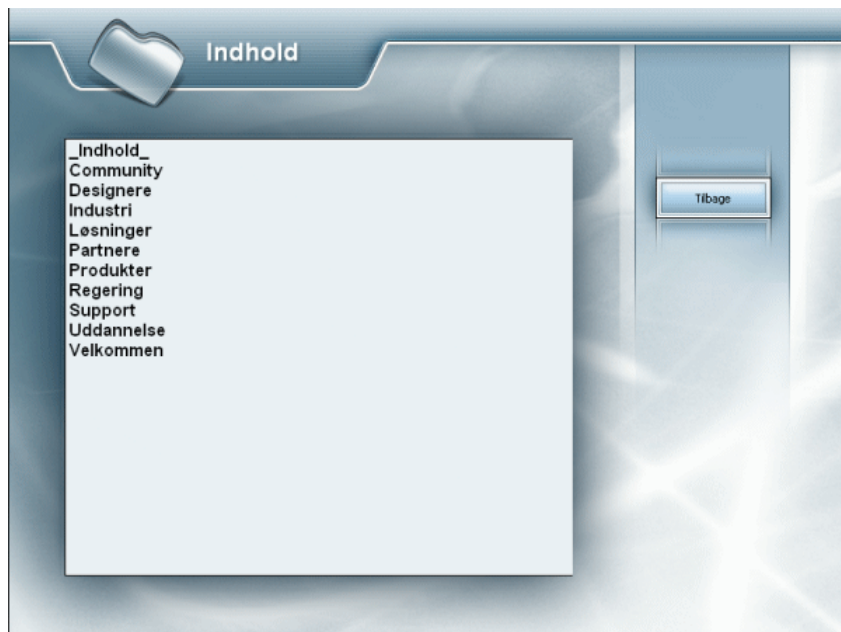 Indhold
_Indhold_
Community
Designere
Industri
Løsninger
Partnere
Produkter
Regering
Support
Uddannelse
Velkommen
Tilbage